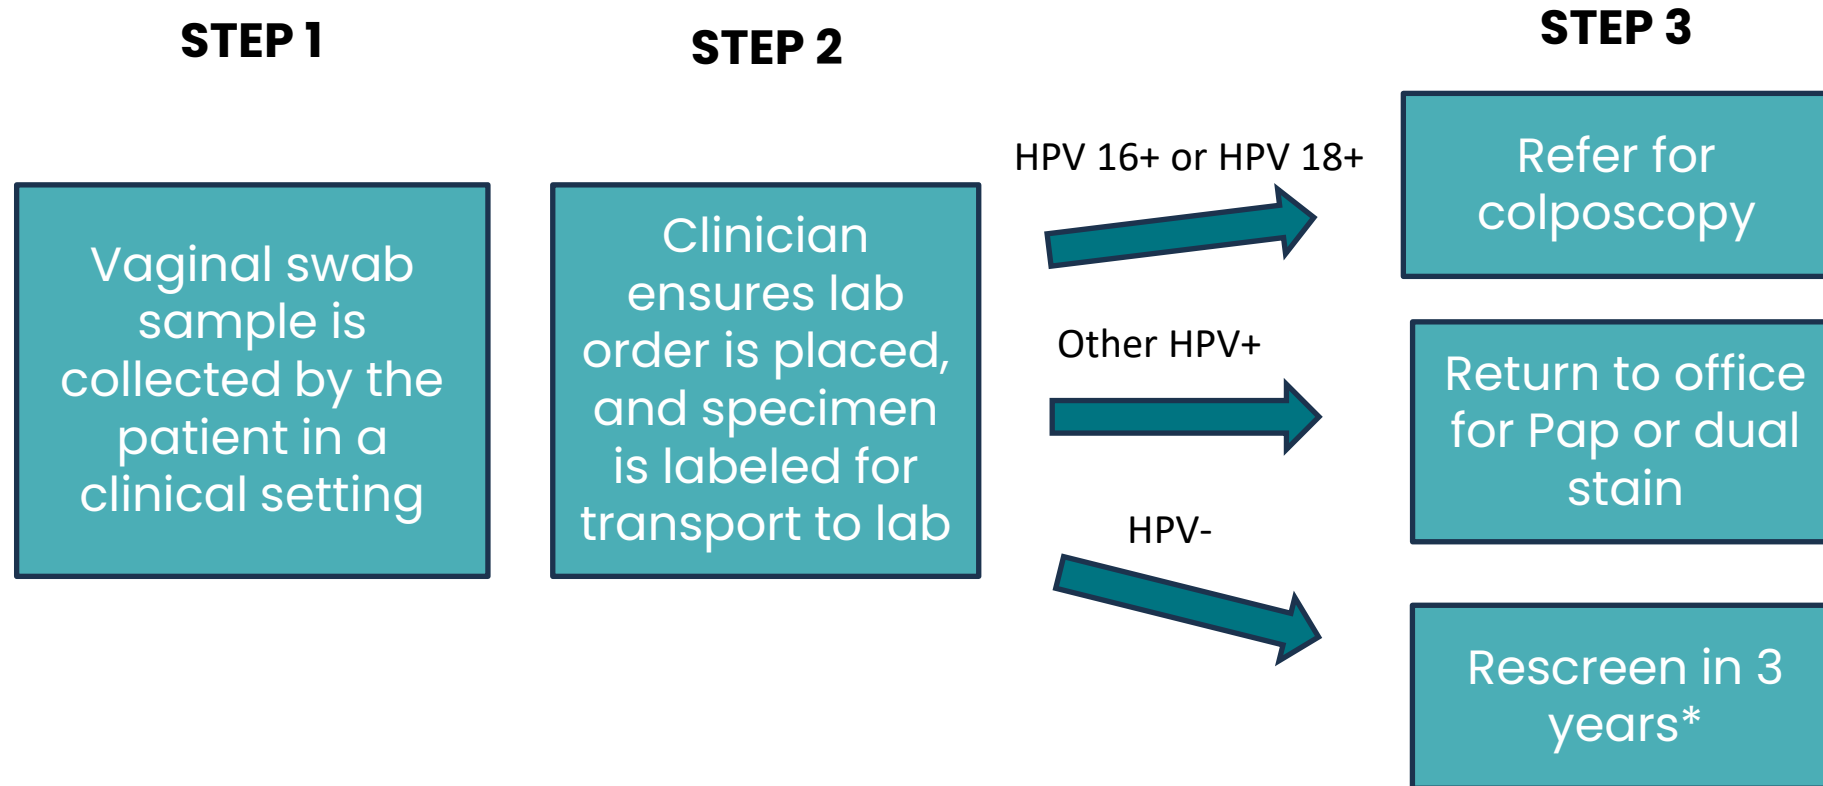 STEP 1
Vaginal swab
sample is
collected by the
patient in a
clinical setting
STEP 2
Clinician
ensures lab
order is placed,
and specimen
is labeled for
transport to lab
HPV 16+ or HPV 18+
Other HPV+
HPV-
STEP 3
Refer for
colposcopy
Return to office
for Pap or dual
stain
Rescreen in 3
years*